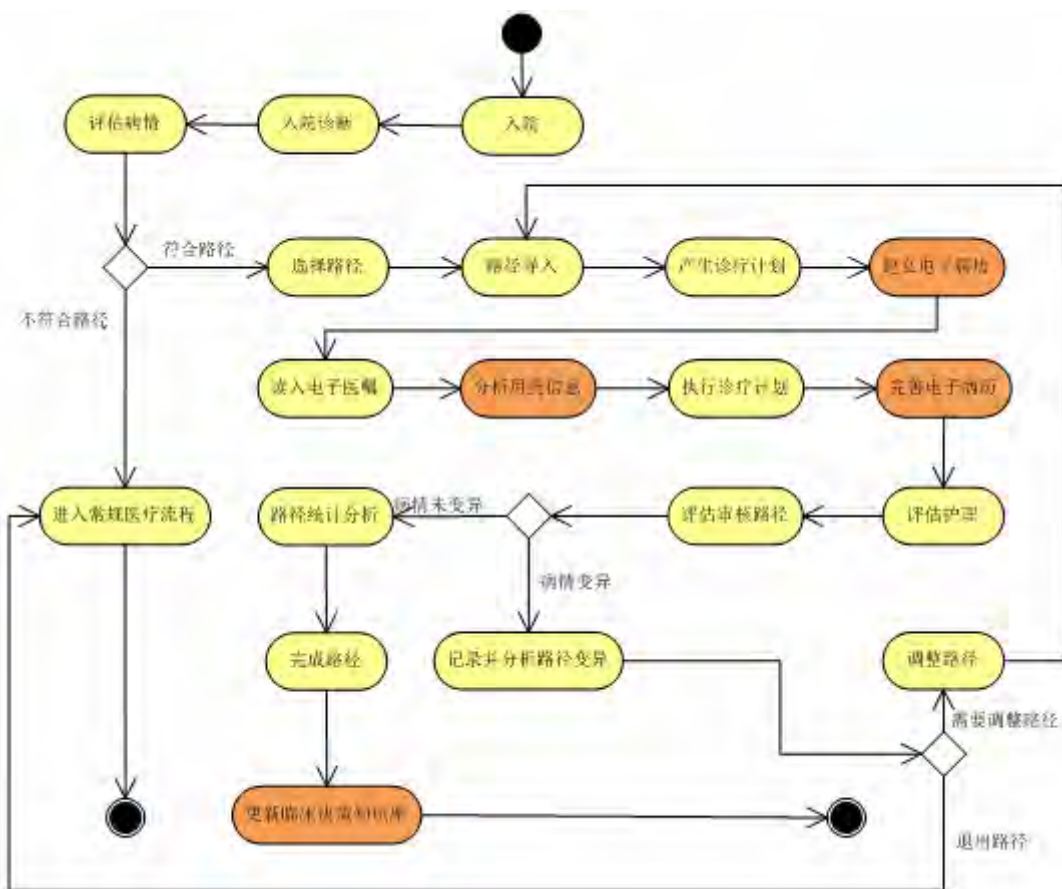 评估病情
入院诊断
入院
符合路径
选择路径
路径导入
产生诊疗计划
建立电子病历
不符合路径
读入电子医嘱
分析用药信息
执行诊疗计划
完善电子病历
进入常规医疗流程
路径统计分析
病情未变异
评估审核路径
评估护理
病情变异
完成路径
记录并分析路径变异
调整路径
需要调整路径
更新临床决策知识库
退出路径